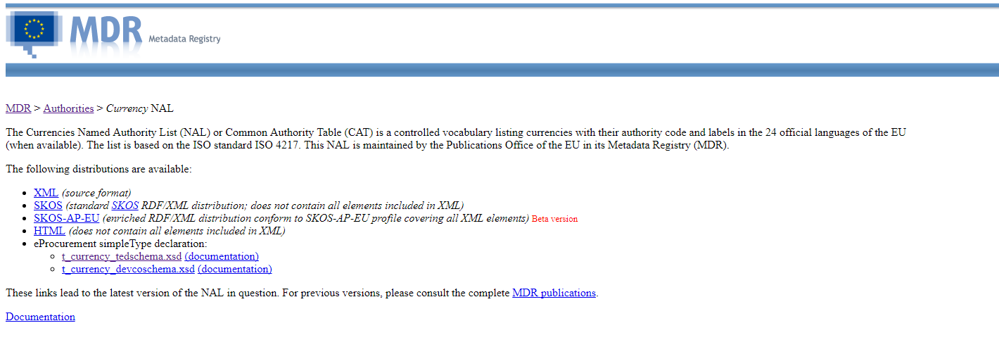 MDR Metadata Registry
MDR > Authorities > Currency NAL
The Currencies Named Authority List (NAL) or Common Authority Table (CAT) is a controlled vocabulary listing currencies with their authority code and labels in the 24 official languages of the EU
(when available). The list is based on the ISO standard ISO 4217. This NAL is maintained by the Publications Office of the EU in its Metadata Registry (MDR).
The following distributions are available:
• XML (source format)
• SKOS (standard SKOS RDF/XML distribution; does not contain all elements included in XML)
• SKOS-AP-EU (enriched RDF/XML distribution conform to SKOS-AP-EU profile covering all XML elements) Beta version
• HTML (does not contain all elements included in XML)
• eProcurement simpleType declaration:
◦ t_currency_tedschema.xsd (documentation)
◦ t_currency_devcoschema.xsd (documentation)
These links lead to the latest version of the NAL in question. For previous versions, please consult the complete MDR publications.
Documentation